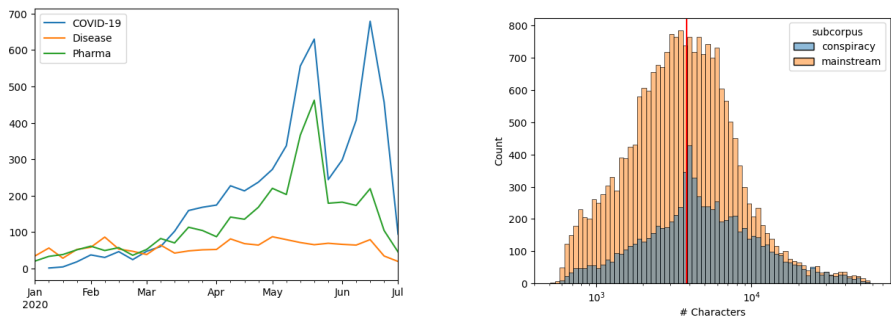 700
600
500
400
300
200
100
0
COVID-19
Disease
Pharma
Jan Feb Mar Apr May Jun Jul
2020
800
700
600
500
400
300
200
100
0
Count
subcorpus
conspiracy
mainstream
10³ 10⁴
# Characters